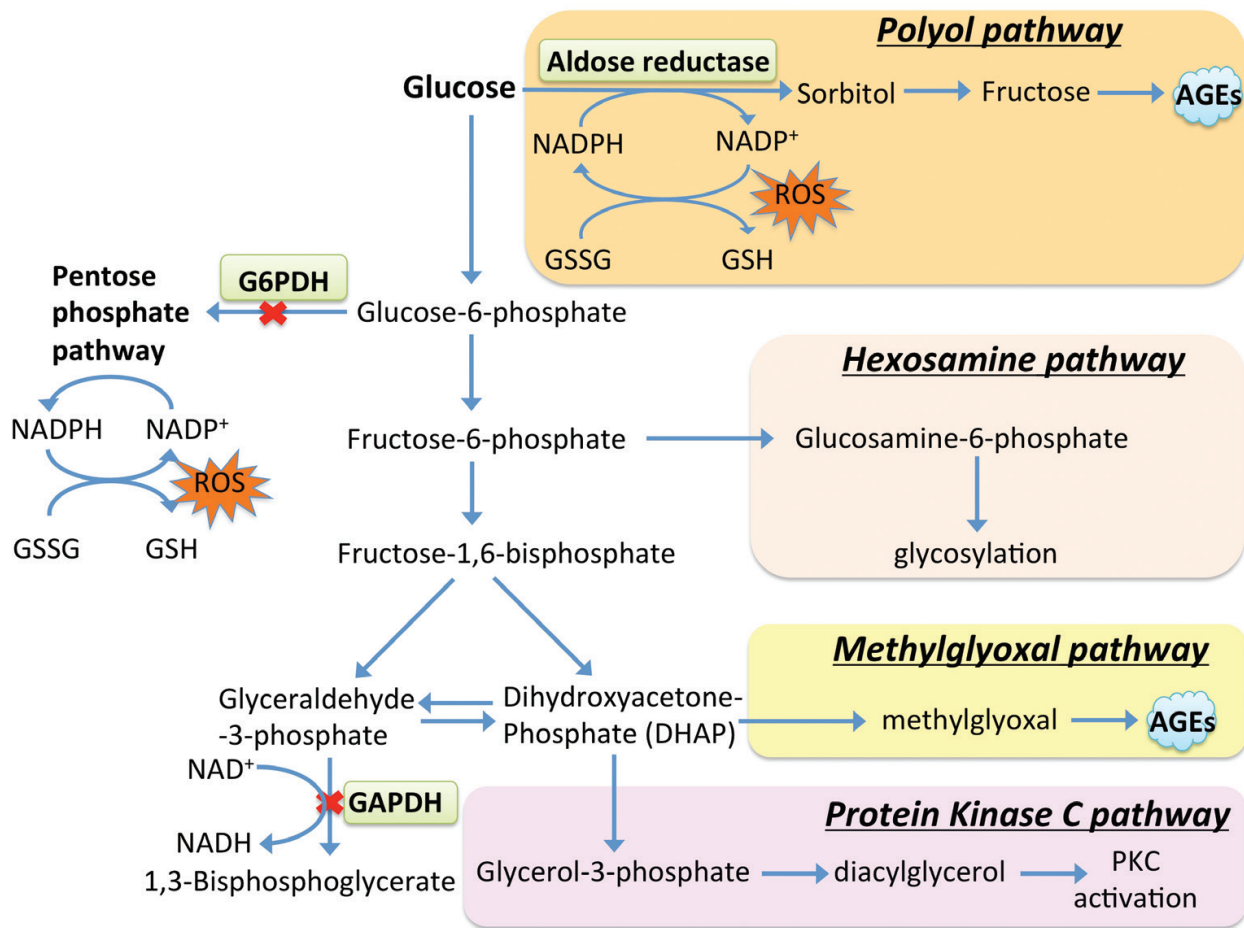 Polyol pathway
Aldose reductase
Glucose
Sorbitol
Fructose
AGEs
NADPH
NADP⁺
ROS
GSSG
GSH
Pentose
phosphate
pathway
G6PDH
Glucose-6-phosphate
NADPH
NADP⁺
ROS
GSSG
GSH
Hexosamine pathway
Fructose-6-phosphate
Glucosamine-6-phosphate
glycosylation
Fructose-1,6-bisphosphate
Methylglyoxal pathway
Glyceraldehyde
-3-phosphate
Dihydroxyacetone-
Phosphate (DHAP)
methylglyoxal
AGEs
NAD⁺
GAPDH
NADH
1,3-Bisphosphoglycerate
Protein Kinase C pathway
Glycerol-3-phosphate
diacylglycerol
PKC
activation